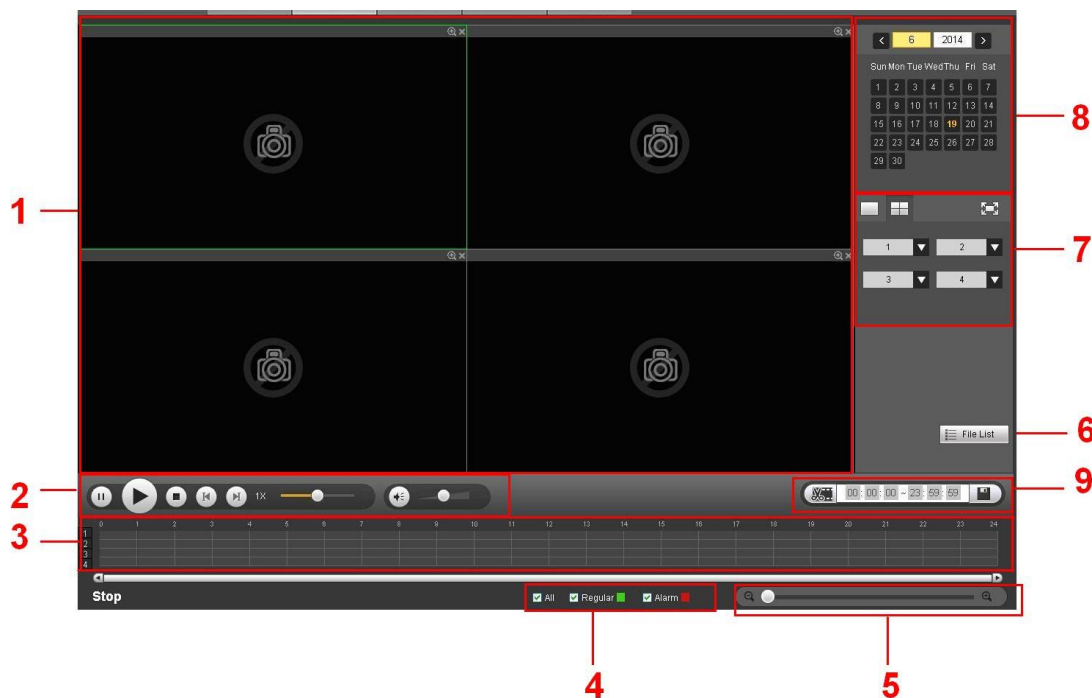 6 2014
Sun Mon Tue Wed Thu Fri Sat
1 2 3 4 5 6 7
8 9 10 11 12 13 14
15 16 17 18 19 20 21
22 23 24 25 26 27 28
29 30
8
1
1 2
3 4
7
File List
6
2
1X
00 : 00 : 00 ~ 23 : 59 : 59
9
3
0 1 2 3 4 5 6 7 8 9 10 11 12 13 14 15 16 17 18 19 20 21 22 23 24
1
2
3
4
Stop
All Regular Alarm
4
5